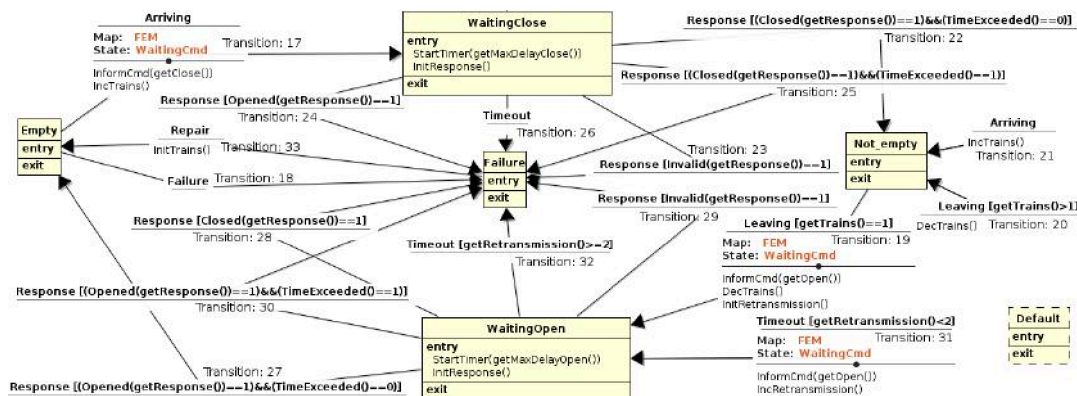 Arriving
Map: FEM
State: WaitingCmd
Transition: 17
InformCmd(getClose())
IncTrains()
WaitingClose
entry
StartTimer(getMaxDelayClose())
InitResponse()
exit
Response [(Closed(getResponse())==1)&&(TimeExceeded()==0)]
Transition: 22
Response [(Closed(getResponse())==1)&&(TimeExceeded()==1)]
Transition: 25
Response [Opened(getResponse())==1]
Transition: 24
Timeout
Transition: 26
Empty
entry
exit
Repair
InitTrains()
Transition: 33
Failure
Transition: 18
Failure
entry
exit
Transition: 23
Response [Invalid(getResponse())==1]
Response [Invalid(getResponse())==1]
Transition: 29
Not_empty
entry
exit
Arriving
IncTrains()
Transition: 21
Leaving [getTrains()>1]
DecTrains()
Transition: 20
Response [Closed(getResponse())==1]
Transition: 28
Timeout [getRetransmission()>=2]
Transition: 32
Leaving [getTrains()==1]
Map: FEM
Transition: 19
State: WaitingCmd
InformCmd(getOpen())
DecTrains()
InitRetransmission()
Response [(Opened(getResponse())==1)&&(TimeExceeded()==1)]
Transition: 30
WaitingOpen
entry
StartTimer(getMaxDelayOpen())
InitResponse()
exit
Timeout [getRetransmission()<2]
Map: FEM
Transition: 31
State: WaitingCmd
InformCmd(getOpen())
IncRetransmission()
Default
entry
exit
Transition: 27
Response [(Opened(getResponse())==1)&&(TimeExceeded()==0)]